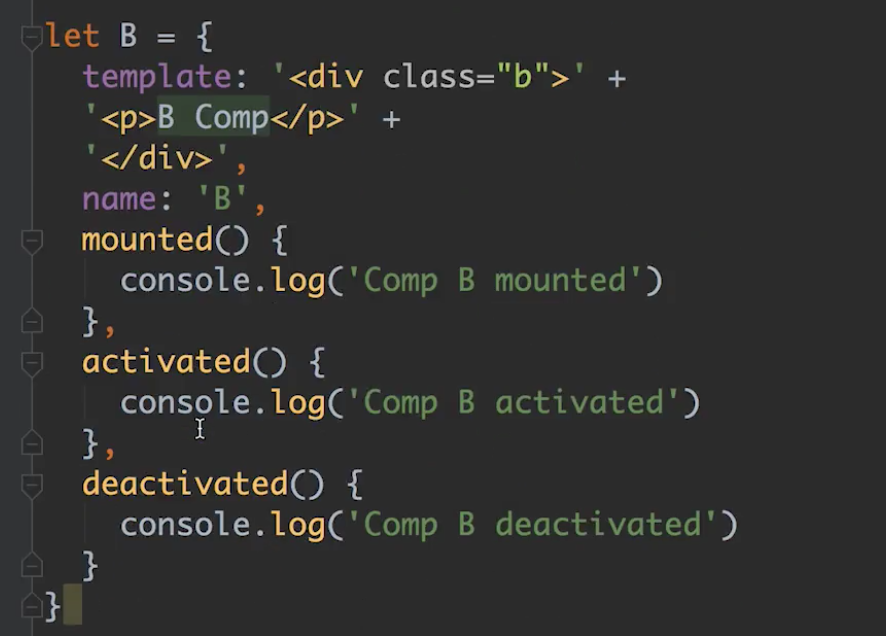 let B = {
  template: '<div class="b">' +
  '<p>B Comp</p>' +
  '</div>',
  name: 'B',
  mounted() {
    console.log('Comp B mounted')
  },
  activated() {
    console.log('Comp B activated')
  },
  deactivated() {
    console.log('Comp B deactivated')
  }
}